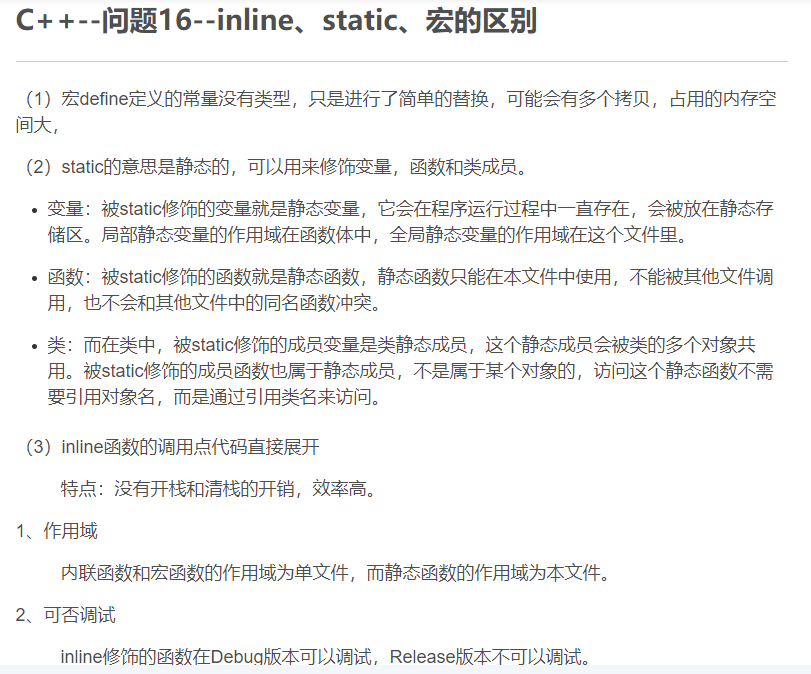 C++--问题16--inline、static、宏的区别
（1）宏define定义的常量没有类型，只是进行了简单的替换，可能会有多个拷贝，占用的内存空
间大，
（2）static的意思是静态的，可以用来修饰变量，函数和类成员。
• 变量：被static修饰的变量就是静态变量，它会在程序运行过程中一直存在，会被放在静态存
储区。局部静态变量的作用域在函数体中，全局静态变量的作用域在这个文件里。
• 函数：被static修饰的函数就是静态函数，静态函数只能在本文件中使用，不能被其他文件调
用，也不会和其他文件中的同名函数冲突。
• 类：而在类中，被static修饰的成员变量是类静态成员，这个静态成员会被类的多个对象共
用。被static修饰的成员函数也属于静态成员，不是属于某个对象的，访问这个静态函数不需
要引用对象名，而是通过引用类名来访问。
（3）inline函数的调用点代码直接展开
特点：没有开栈和清栈的开销，效率高。
1、作用域
内联函数和宏函数的作用域为单文件，而静态函数的作用域为本文件。
2、可否调试
inline修饰的函数在Debug版本可以调试，Release版本不可以调试。